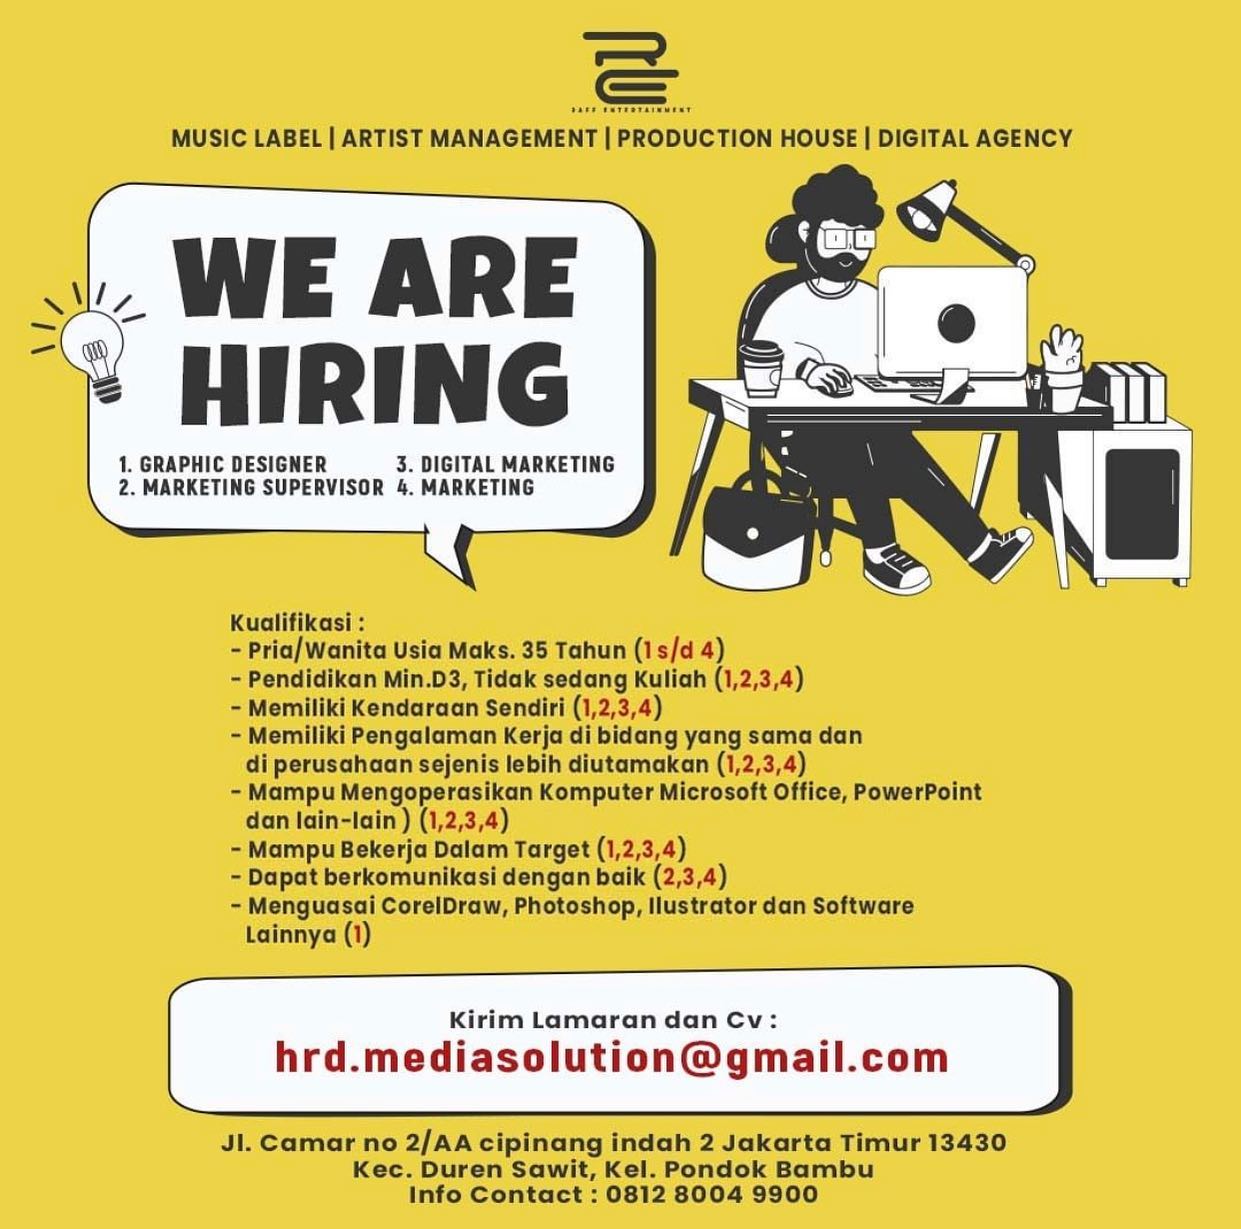 RAFF ENTERTAINMENT
MUSIC LABEL | ARTIST MANAGEMENT | PRODUCTION HOUSE | DIGITAL AGENCY
WE ARE
HIRING
1. GRAPHIC DESIGNER 3. DIGITAL MARKETING
2. MARKETING SUPERVISOR 4. MARKETING
Kualifikasi :
- Pria/Wanita Usia Maks. 35 Tahun (1 s/d 4)
- Pendidikan Min.D3, Tidak sedang Kuliah (1,2,3,4)
- Memiliki Kendaraan Sendiri (1,2,3,4)
- Memiliki Pengalaman Kerja di bidang yang sama dan
di perusahaan sejenis lebih diutamakan (1,2,3,4)
- Mampu Mengoperasikan Komputer Microsoft Office, PowerPoint
dan lain-lain ) (1,2,3,4)
- Mampu Bekerja Dalam Target (1,2,3,4)
- Dapat berkomunikasi dengan baik (2,3,4)
- Menguasai CorelDraw, Photoshop, Ilustrator dan Software
Lainnya (1)
Kirim Lamaran dan Cv :
hrd.mediasolution@gmail.com
Jl. Camar no 2/AA cipinang indah 2 Jakarta Timur 13430
Kec. Duren Sawit, Kel. Pondok Bambu
Info Contact : 0812 8004 9900